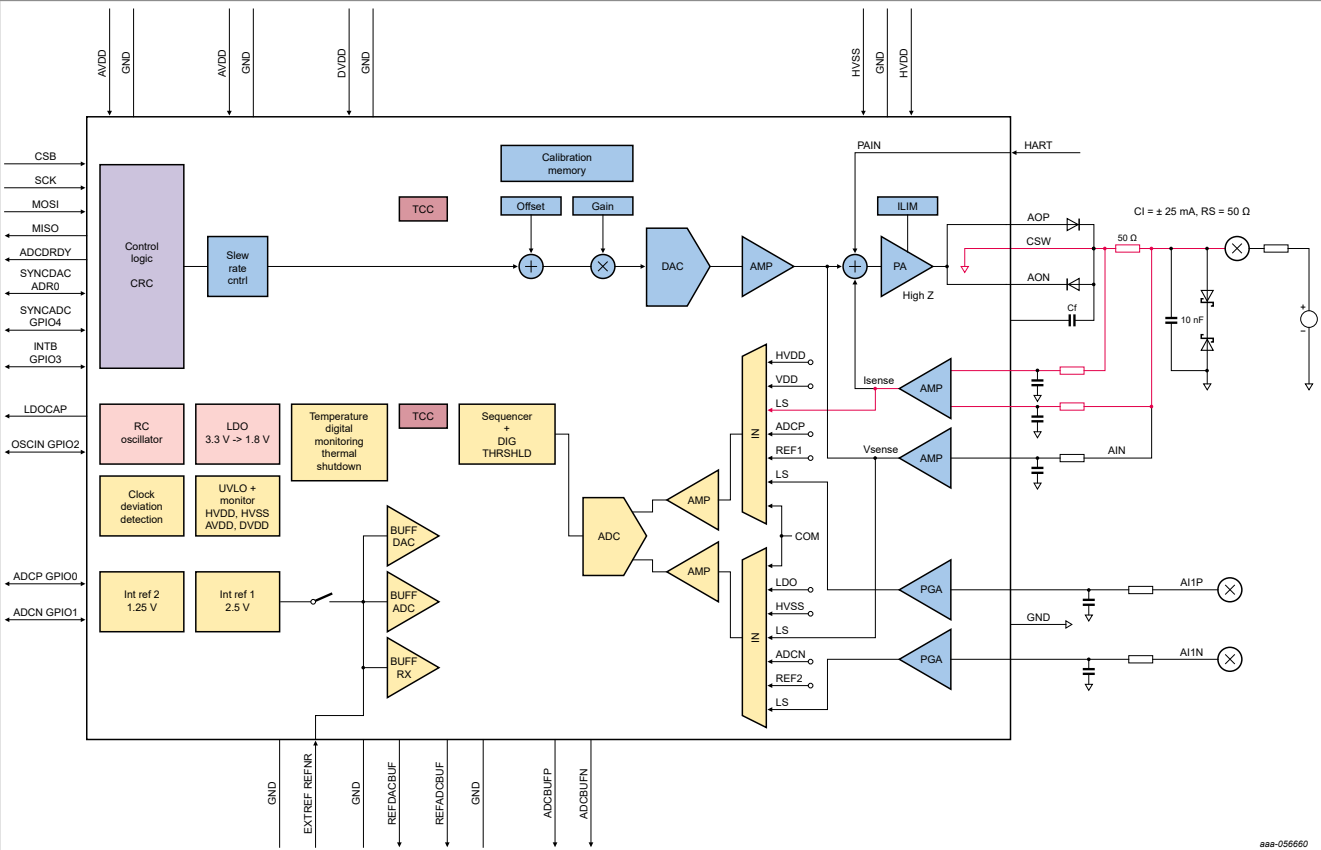 AVDD
GND
AVDD
GND
DVDD
GND
HVSS
GND
HVDD
CSB
SCK
MOSI
MISO
ADCDRDY
SYNCDAC
ADR0
SYNCADC
GPIO4
INTB
GPIO3
LDOCAP
OSCIN GPIO2
ADCP GPIO0
ADCN GPIO1
Control
logic
CRC
Slew
rate
cntrl
TCC
Calibration
memory
Offset
Gain
+
×
DAC
AMP
+
PAIN
HART
ILIM
PA
High Z
AOP
CSW
AON
Cf
CI = ± 25 mA, RS = 50 Ω
50 Ω
10 nF
+
−
RC
oscillator
LDO
3.3 V -> 1.8 V
Temperature
digital
monitoring
thermal
shutdown
TCC
Sequencer
+
DIG
THRSHLD
Clock
deviation
detection
UVLO +
monitor
HVDD, HVSS
AVDD, DVDD
Int ref 2
1.25 V
Int ref 1
2.5 V
BUFF
DAC
BUFF
ADC
BUFF
RX
ADC
AMP
AMP
IN
HVDD
VDD
LS
ADCP
REF1
LS
COM
IN
LDO
HVSS
LS
ADCN
REF2
LS
Isense
AMP
Vsense
AMP
AIN
PGA
AI1P
GND
PGA
AI1N
GND
EXTREF REFNR
GND
REFDACBUF
REFADCBUF
GND
ADCBUFP
ADCBUFN
aaa-056660